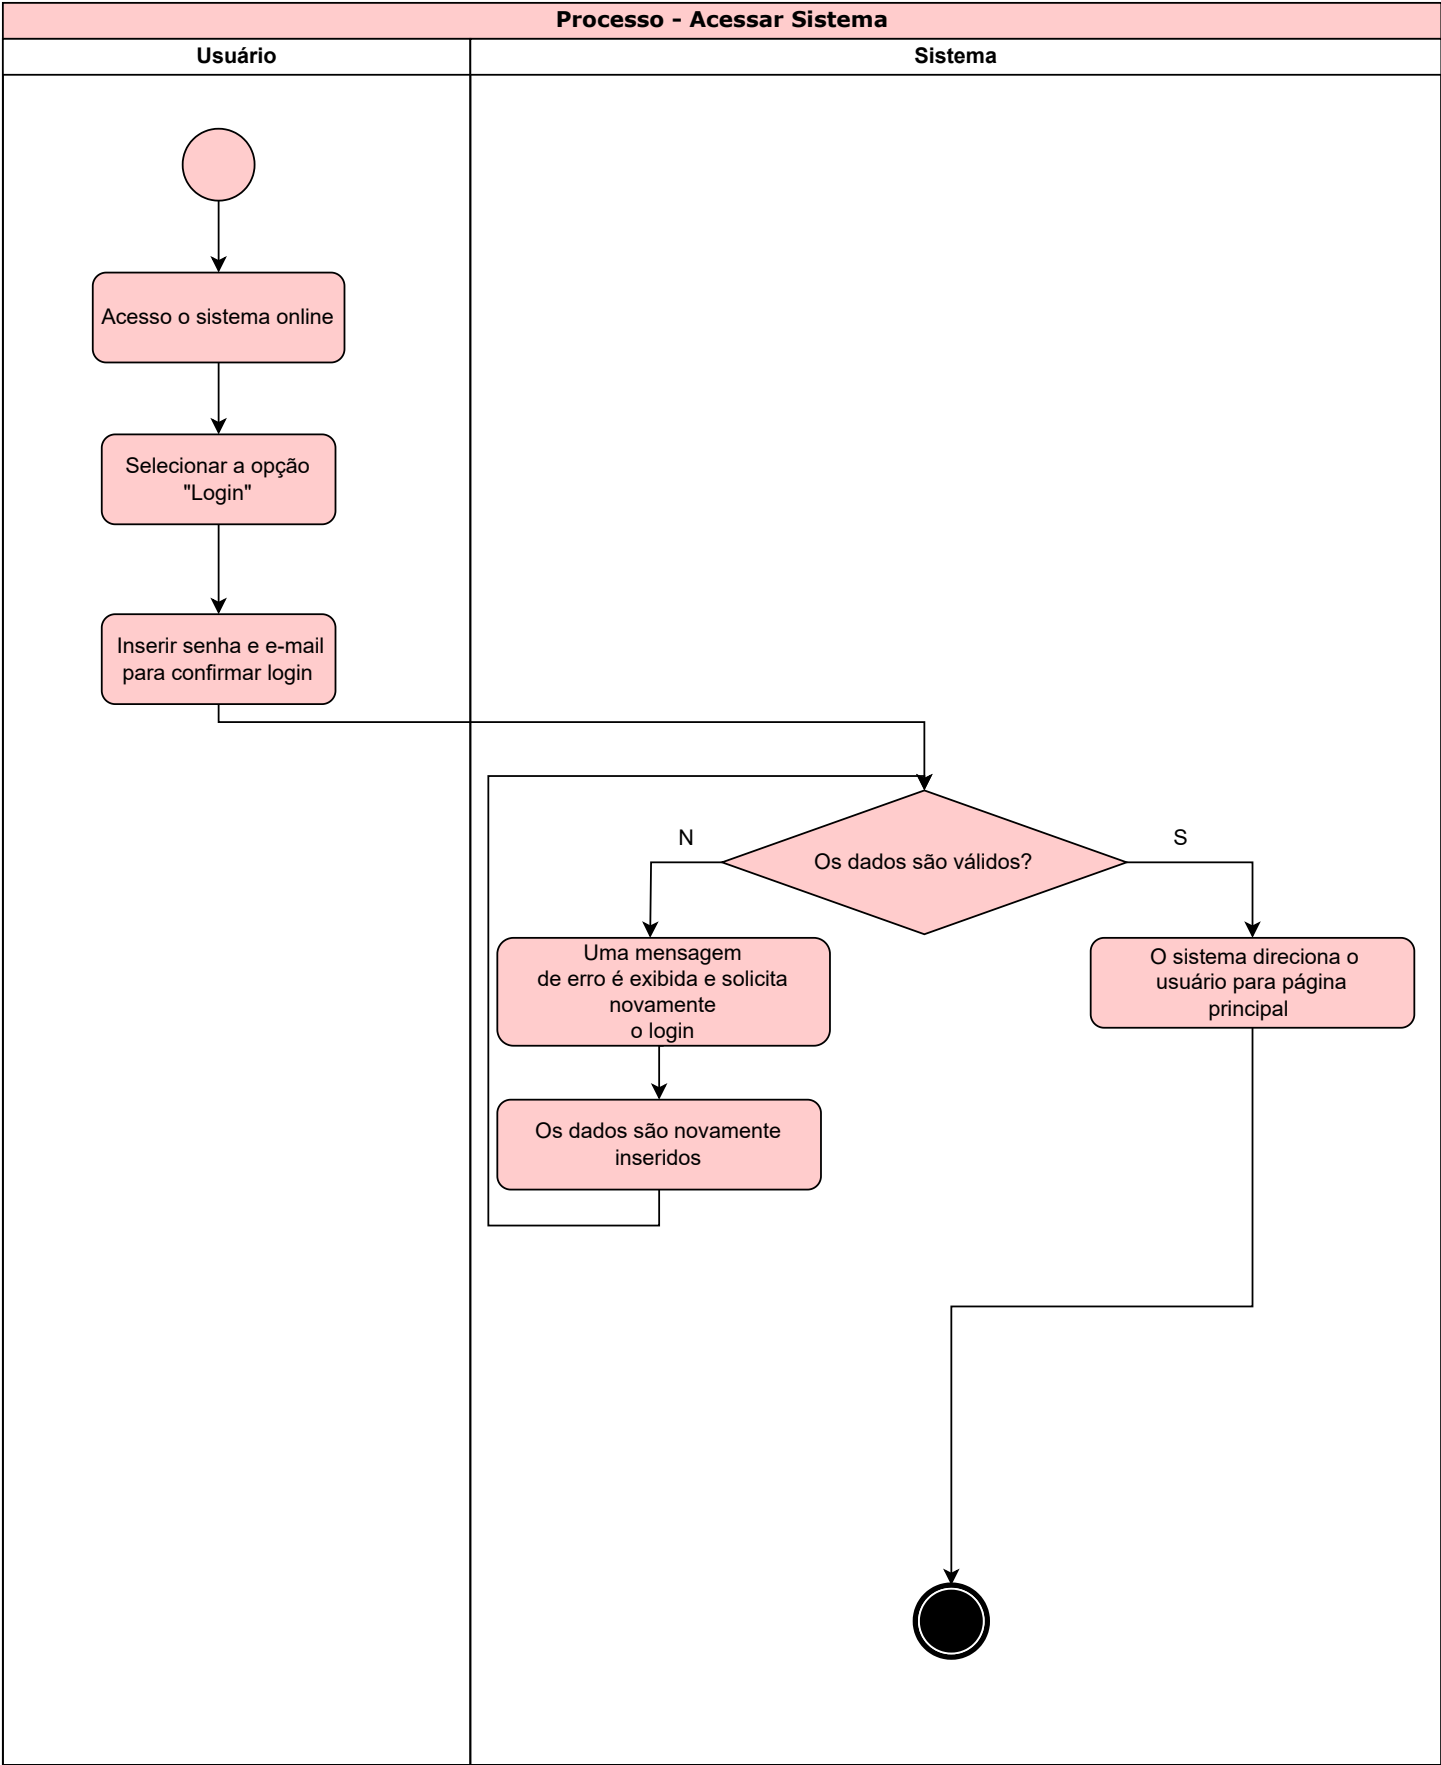 Processo - Acessar Sistema
Usuário
Sistema
Acesso o sistema online
Selecionar a opção
"Login"
Inserir senha e e-mail
para confirmar login
Os dados são válidos?
N
S
Uma mensagem
de erro é exibida e solicita
novamente
o login
O sistema direciona o
usuário para página
principal
Os dados são novamente
inseridos